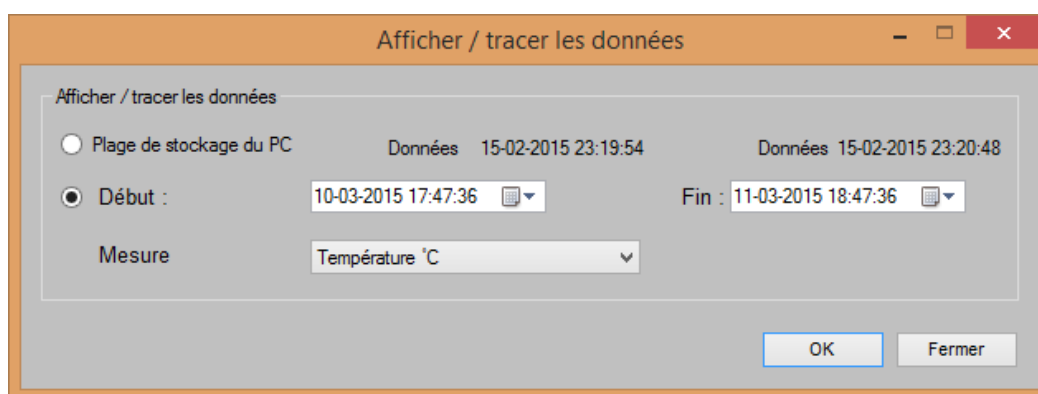 Afficher / tracer les données
Afficher / tracer les données
Plage de stockage du PC Données 15-02-2015 23:19:54 Données 15-02-2015 23:20:48
Début : 10-03-2015 17:47:36 Fin : 11-03-2015 18:47:36
Mesure Température °C
OK Fermer